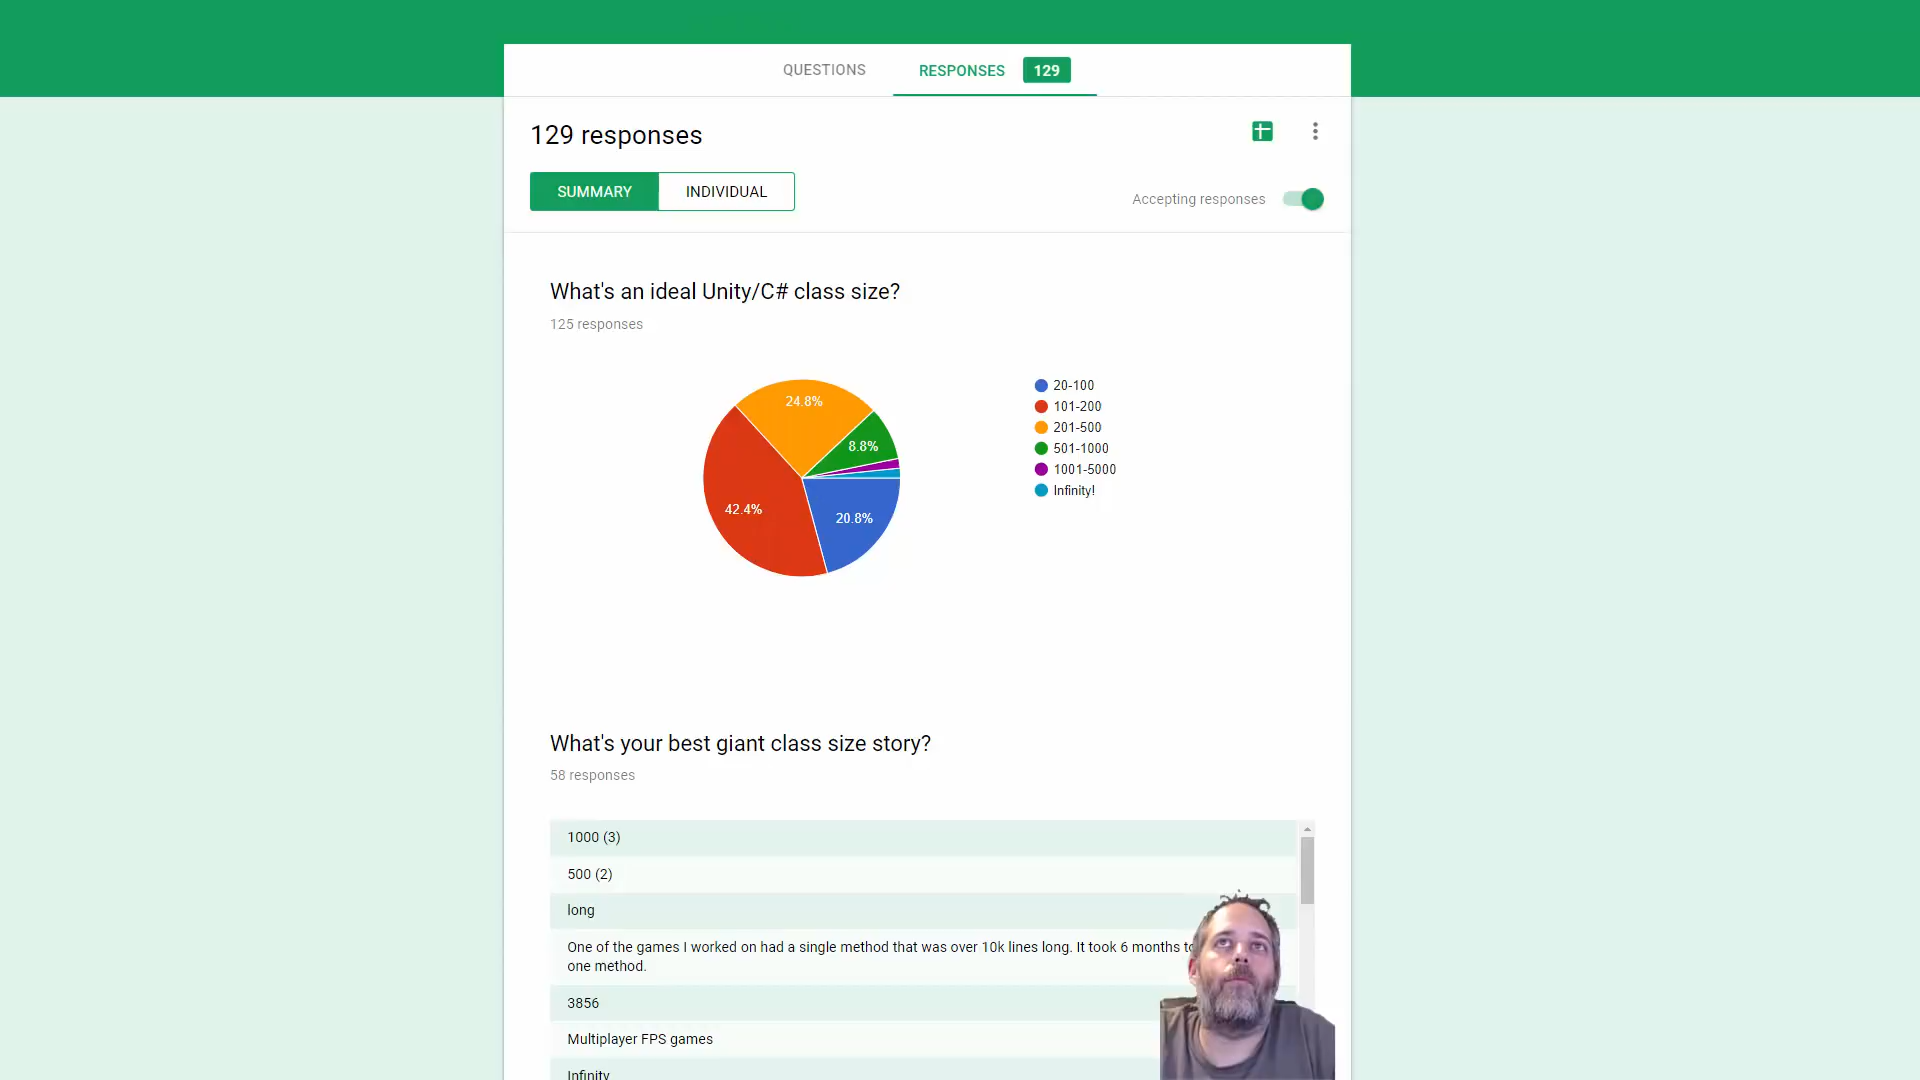 QUESTIONS
RESPONSES 129
129 responses
SUMMARY
INDIVIDUAL
Accepting responses
What's an ideal Unity/C# class size?
125 responses
24.8%
8.8%
42.4%
20.8%
20-100
101-200
201-500
501-1000
1001-5000
Infinity!
What's your best giant class size story?
58 responses
1000 (3)
500 (2)
long
One of the games I worked on had a single method that was over 10k lines long. It took 6 months to
one method.
3856
Multiplayer FPS games
Infinity